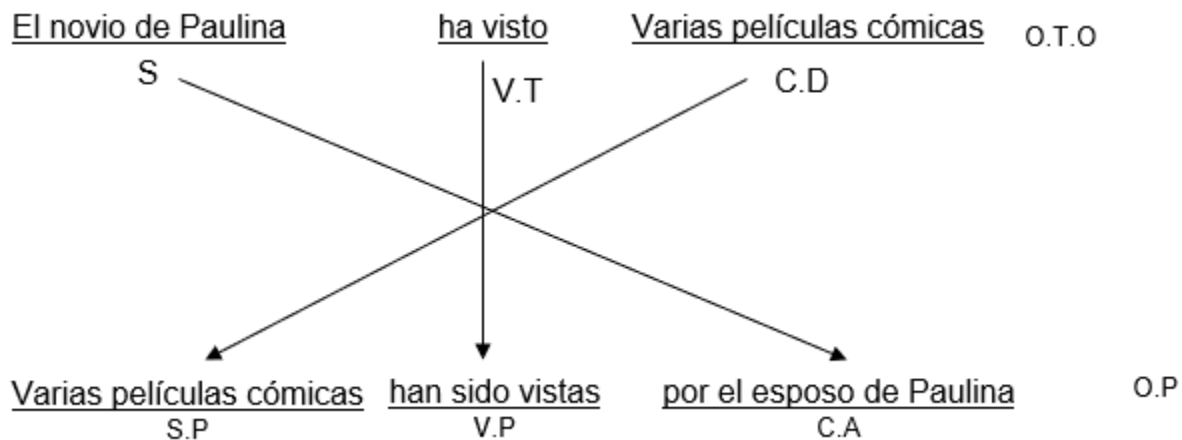 El novio de Paulina ha visto Varias películas cómicas O.T.O
S V.T C.D
Varias películas cómicas han sido vistas por el esposo de Paulina O.P
S.P V.P C.A